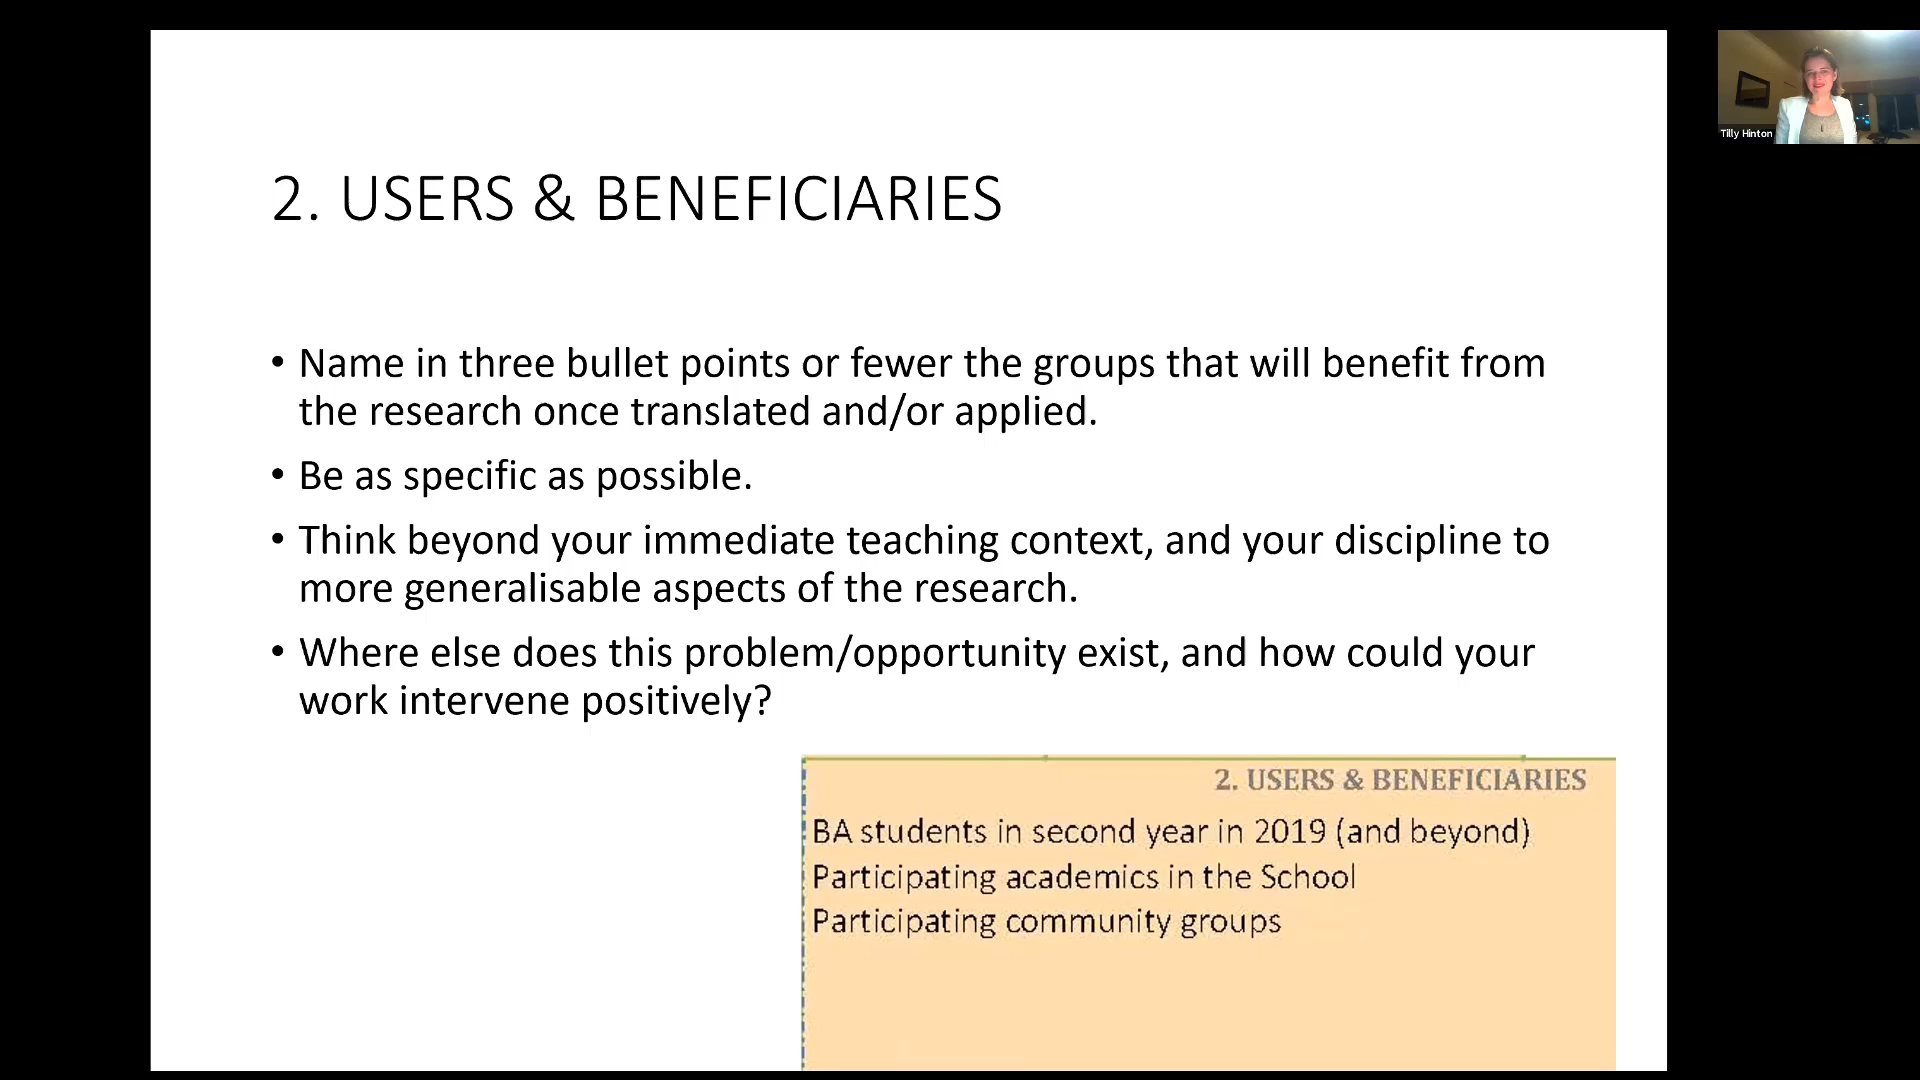 2. USERS & BENEFICIARIES
• Name in three bullet points or fewer the groups that will benefit from
the research once translated and/or applied.
• Be as specific as possible.
• Think beyond your immediate teaching context, and your discipline to
more generalisable aspects of the research.
• Where else does this problem/opportunity exist, and how could your
work intervene positively?
2. USERS & BENEFICIARIES
BA students in second year in 2019 (and beyond)
Participating academics in the School
Participating community groups
Tilly Hinton